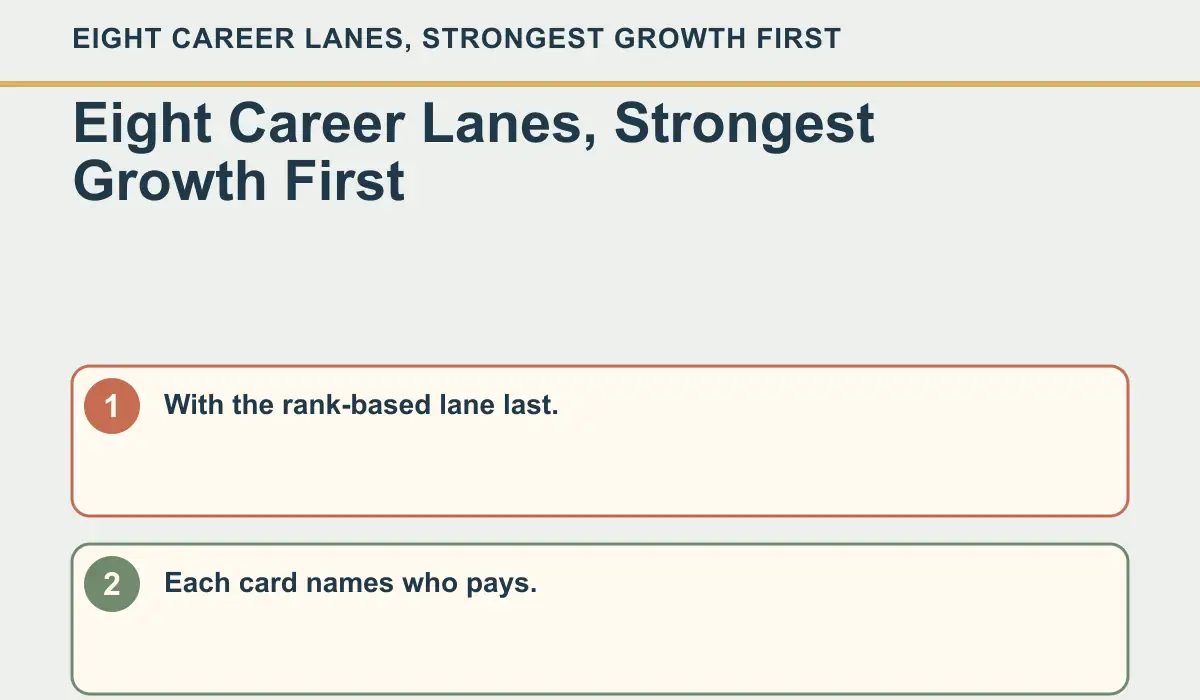 EIGHT CAREER LANES, STRONGEST GROWTH FIRST
Eight Career Lanes, Strongest
Growth First
1
With the rank-based lane last.
2
Each card names who pays.